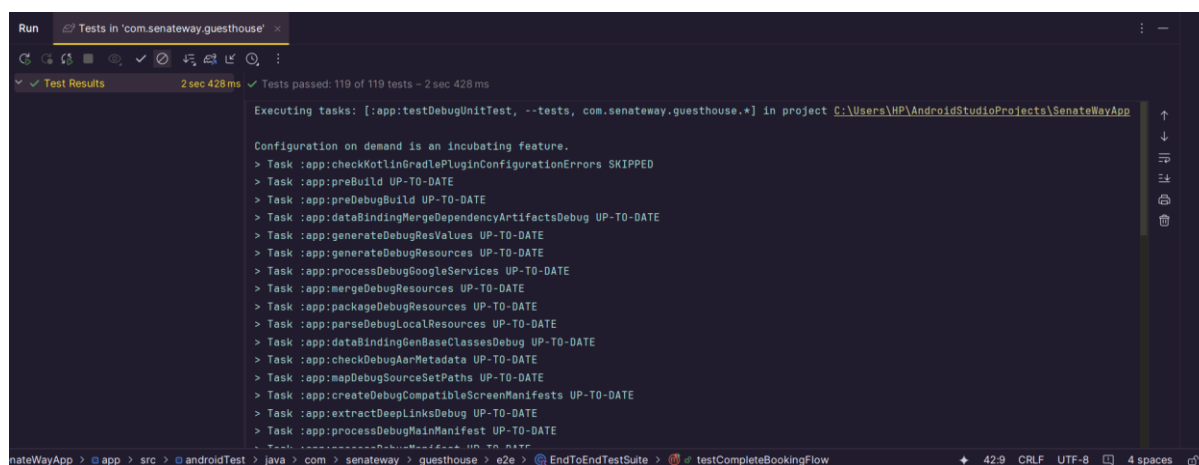 Run Tests in 'com.senateway.guesthouse'
Test Results 2 sec 428 ms Tests passed: 119 of 119 tests – 2 sec 428 ms
Executing tasks: [:app:testDebugUnitTest, --tests, com.senateway.guesthouse.*] in project C:\Users\HP\AndroidStudioProjects\SenateWayApp
Configuration on demand is an incubating feature.
> Task :app:checkKotlinGradlePluginConfigurationErrors SKIPPED
> Task :app:preBuild UP-TO-DATE
> Task :app:preDebugBuild UP-TO-DATE
> Task :app:dataBindingMergeDependencyArtifactsDebug UP-TO-DATE
> Task :app:generateDebugResValues UP-TO-DATE
> Task :app:generateDebugResources UP-TO-DATE
> Task :app:processDebugGoogleServices UP-TO-DATE
> Task :app:mergeDebugResources UP-TO-DATE
> Task :app:packageDebugResources UP-TO-DATE
> Task :app:parseDebugLocalResources UP-TO-DATE
> Task :app:dataBindingGenBaseClassesDebug UP-TO-DATE
> Task :app:checkDebugAarMetadata UP-TO-DATE
> Task :app:mapDebugSourceSetPaths UP-TO-DATE
> Task :app:createDebugCompatibleScreenManifests UP-TO-DATE
> Task :app:extractDeepLinksDebug UP-TO-DATE
> Task :app:processDebugMainManifest UP-TO-DATE
> Task :app:processDebugManifest UP-TO-DATE
nateWayApp > app > src > androidTest > java > com > senateway > guesthouse > e2e > EndToEndTestSuite > testCompleteBookingFlow 42:9 CRLF UTF-8 4 spaces